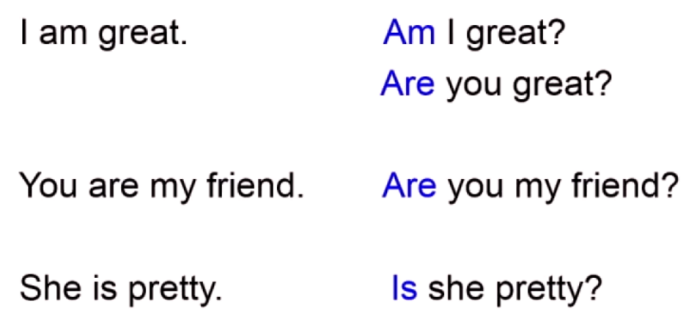 I am great. Am I great?
Are you great?
You are my friend. Are you my friend?
She is pretty. Is she pretty?